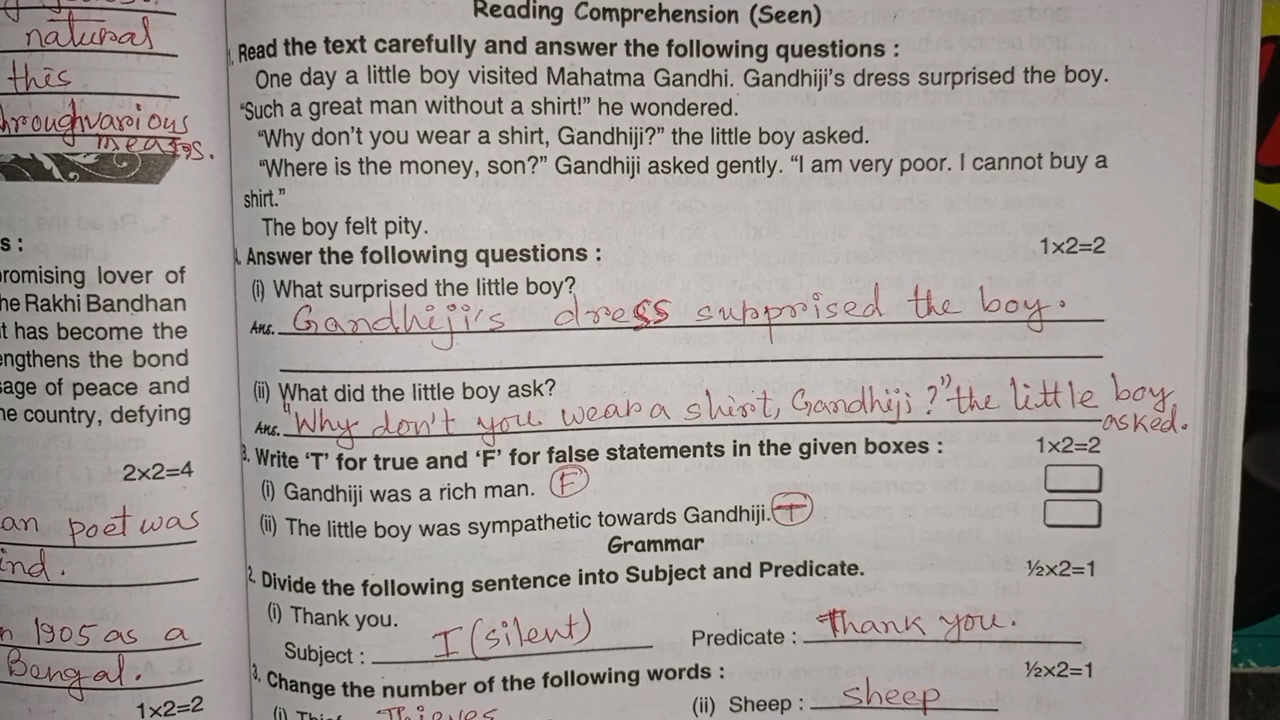 natural
this
throughvarious
means.
s :
romising lover of
he Rakhi Bandhan
t has become the
engthens the bond
sage of peace and
he country, defying
2×2=4
an poet was
ind.
n 1905 as a
Bengal.
1×2=2
Reading Comprehension (Seen)
1. Read the text carefully and answer the following questions :
One day a little boy visited Mahatma Gandhi. Gandhiji's dress surprised the boy.
“Such a great man without a shirt!” he wondered.
“Why don't you wear a shirt, Gandhiji?” the little boy asked.
“Where is the money, son?” Gandhiji asked gently. “I am very poor. I cannot buy a
shirt.”
The boy felt pity.
Answer the following questions : 1×2=2
(i) What surprised the little boy?
Ans. Gandhiji's dress surprised the boy.
(ii) What did the little boy ask?
Ans. "Why don't you wear a shirt, Gandhiji?" the little boy
asked.
Write 'T' for true and 'F' for false statements in the given boxes : 1×2=2
(i) Gandhiji was a rich man. F
(ii) The little boy was sympathetic towards Gandhiji. T
Grammar
2. Divide the following sentence into Subject and Predicate. ½×2=1
(i) Thank you.
Subject : I (silent) Predicate : Thank you.
3. Change the number of the following words : ½×2=1
(i) Thief Thieves (ii) Sheep : sheep